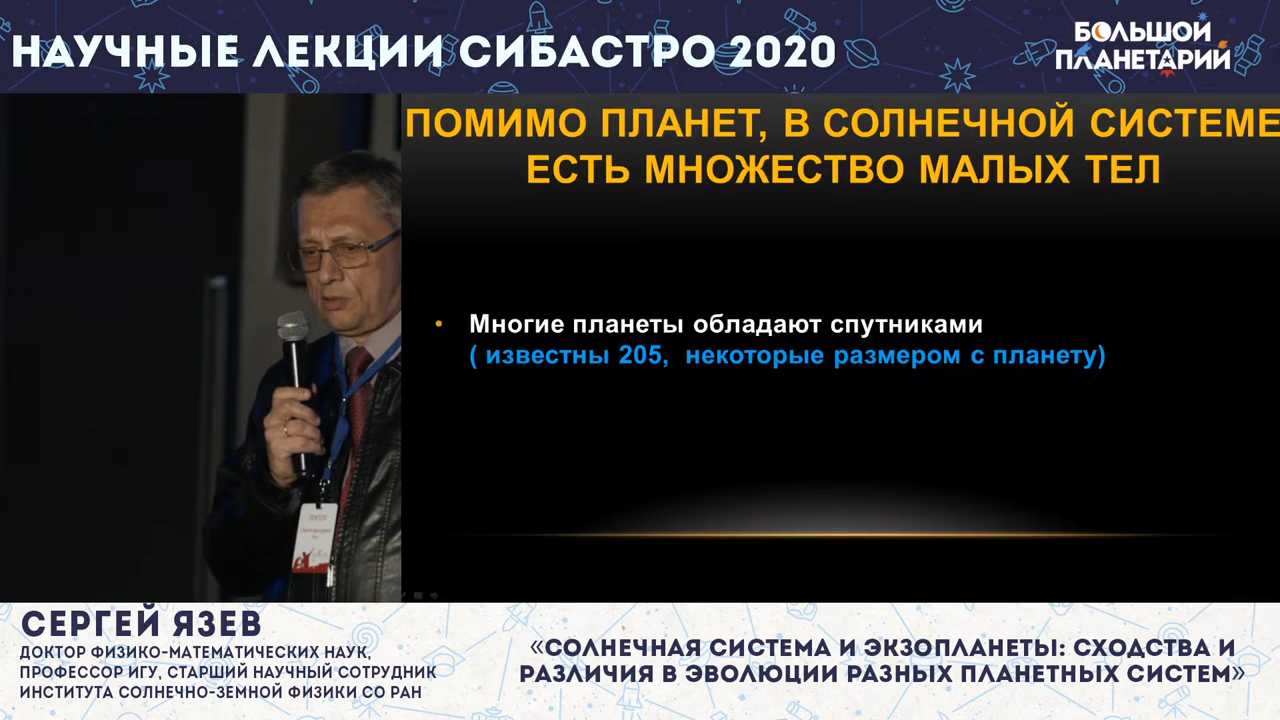 НАУЧНЫЕ ЛЕКЦИИ СИБАСТРО 2020
БОЛЬШОЙ
ПЛАНЕТАРИЙ
ПОМИМО ПЛАНЕТ, В СОЛНЕЧНОЙ СИСТЕМЕ
ЕСТЬ МНОЖЕСТВО МАЛЫХ ТЕЛ
• Многие планеты обладают спутниками
( известны 205, некоторые размером с планету)
СЕРГЕЙ ЯЗЕВ
ДОКТОР ФИЗИКО-МАТЕМАТИЧЕСКИХ НАУК,
ПРОФЕССОР ИГУ, СТАРШИЙ НАУЧНЫЙ СОТРУДНИК
ИНСТИТУТА СОЛНЕЧНО-ЗЕМНОЙ ФИЗИКИ СО РАН
«СОЛНЕЧНАЯ СИСТЕМА И ЭКЗОПЛАНЕТЫ: СХОДСТВА И
РАЗЛИЧИЯ В ЭВОЛЮЦИИ РАЗНЫХ ПЛАНЕТНЫХ СИСТЕМ»